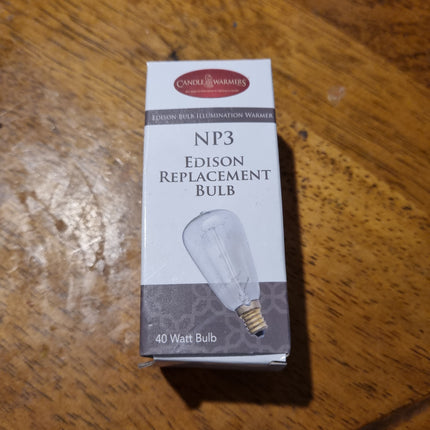 CANDLE WARMERS
EDISON BULB ILLUMINATION WARMER
NP3
EDISON
REPLACEMENT
BULB
40 Watt Bulb